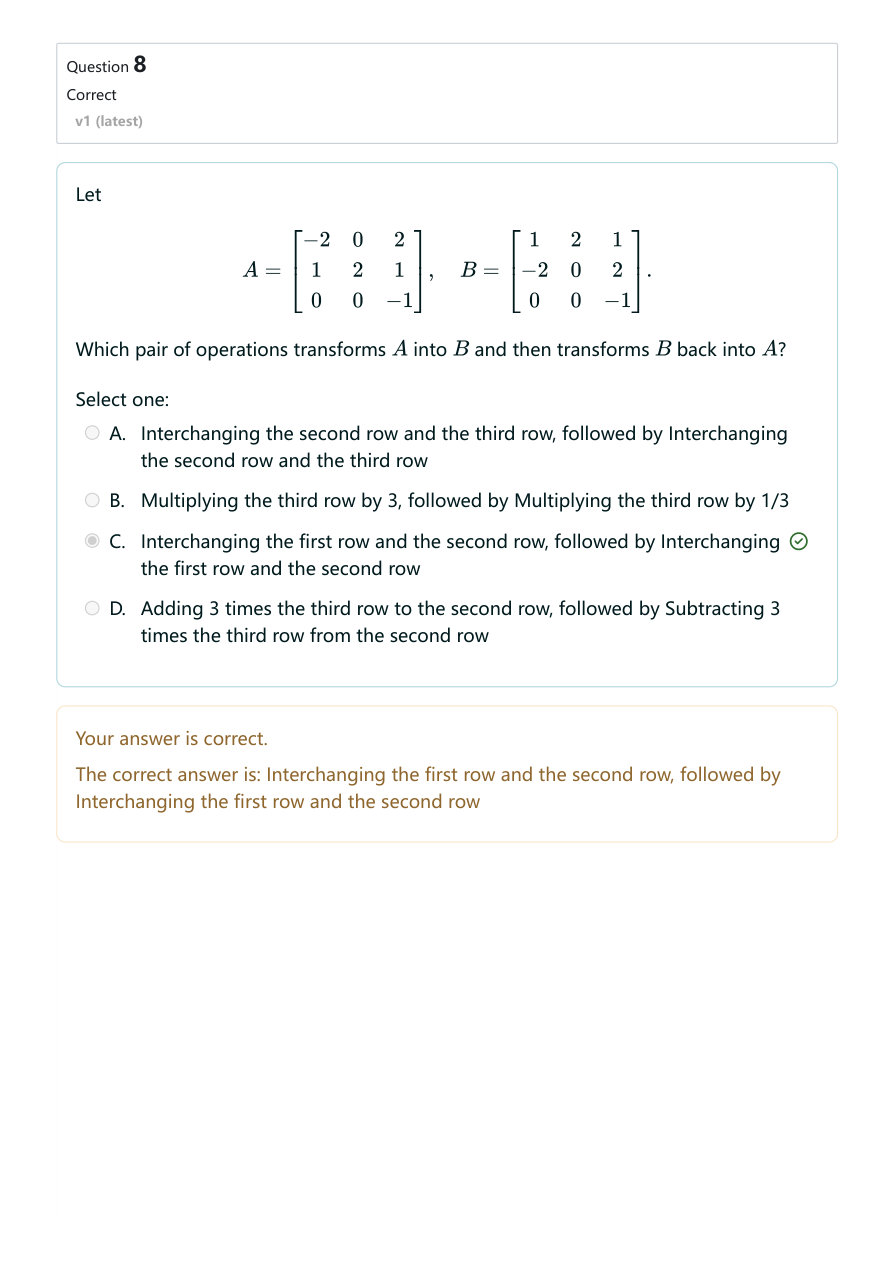 Question 8
Correct
v1 (latest)
Let
A = [−2 0 2; 1 2 1; 0 0 −1], B = [1 2 1; −2 0 2; 0 0 −1].
Which pair of operations transforms A into B and then transforms B back into A?
Select one:
A. Interchanging the second row and the third row, followed by Interchanging
the second row and the third row
B. Multiplying the third row by 3, followed by Multiplying the third row by 1/3
C. Interchanging the first row and the second row, followed by Interchanging
the first row and the second row
D. Adding 3 times the third row to the second row, followed by Subtracting 3
times the third row from the second row
Your answer is correct.
The correct answer is: Interchanging the first row and the second row, followed by
Interchanging the first row and the second row